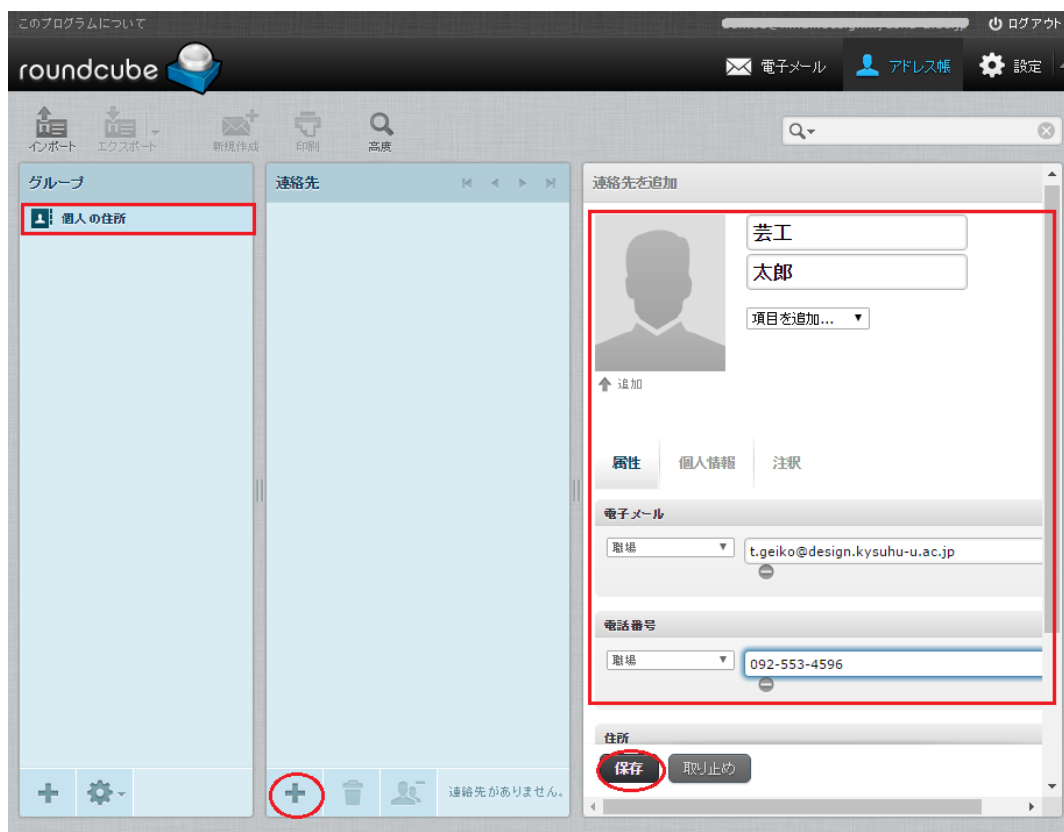 このプログラムについて
ログアウト
roundcube
電子メール
アドレス帳
設定
インポート
エクスポート
新規作成
印刷
高度
グループ
個人の住所
連絡先
連絡先がありません。
連絡先を追加
芸工
太郎
項目を追加...
追加
属性
個人情報
注釈
電子メール
職場
t.geiko@design.kysuhu-u.ac.jp
電話番号
職場
092-553-4596
住所
保存
取り止め